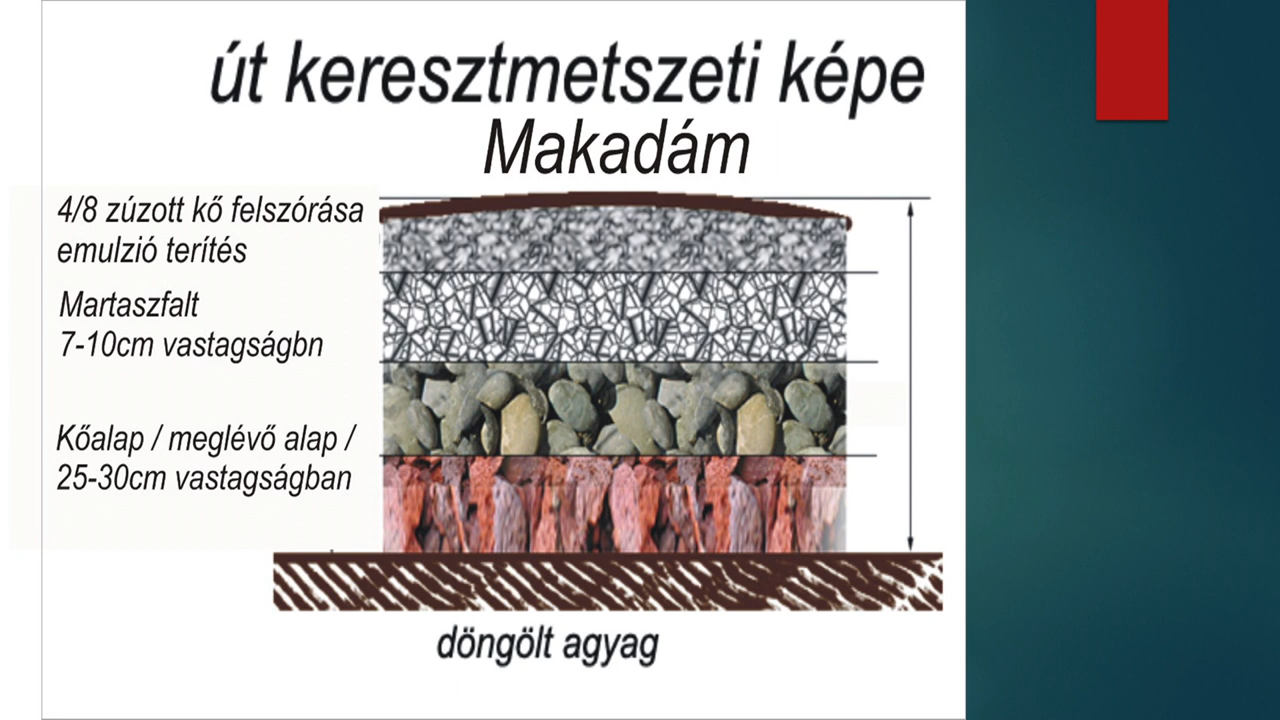 út keresztmetszeti képe
Makadám
4/8 zúzott kő felszórása
emulzió terítés
Martaszfalt
7-10cm vastagságbn
Kőalap / meglévő alap /
25-30cm vastagságban
döngölt agyag